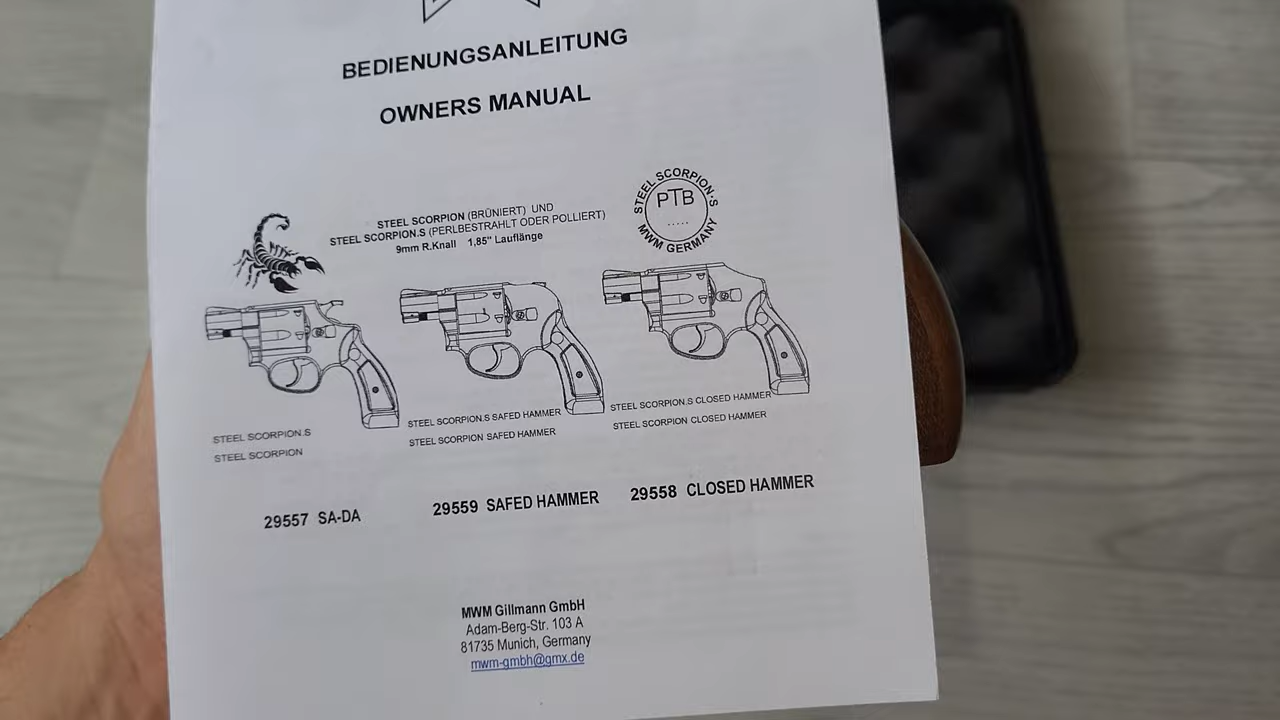 BEDIENUNGSANLEITUNG
OWNERS MANUAL
STEEL SCORPION (BRÜNIERT) UND
STEEL SCORPION.S (PERLBESTRAHLT ODER POLLIERT)
9mm R.Knall 1,85" Lauflänge
STEEL SCORPION.S
PTB
.....
MWM GERMANY
STEEL SCORPION.S
STEEL SCORPION
STEEL SCORPION.S SAFED HAMMER
STEEL SCORPION SAFED HAMMER
STEEL SCORPION.S CLOSED HAMMER
STEEL SCORPION CLOSED HAMMER
29557 SA-DA
29559 SAFED HAMMER
29558 CLOSED HAMMER
MWM Gillmann GmbH
Adam-Berg-Str. 103 A
81735 Munich, Germany
mwm-gmbh@gmx.de